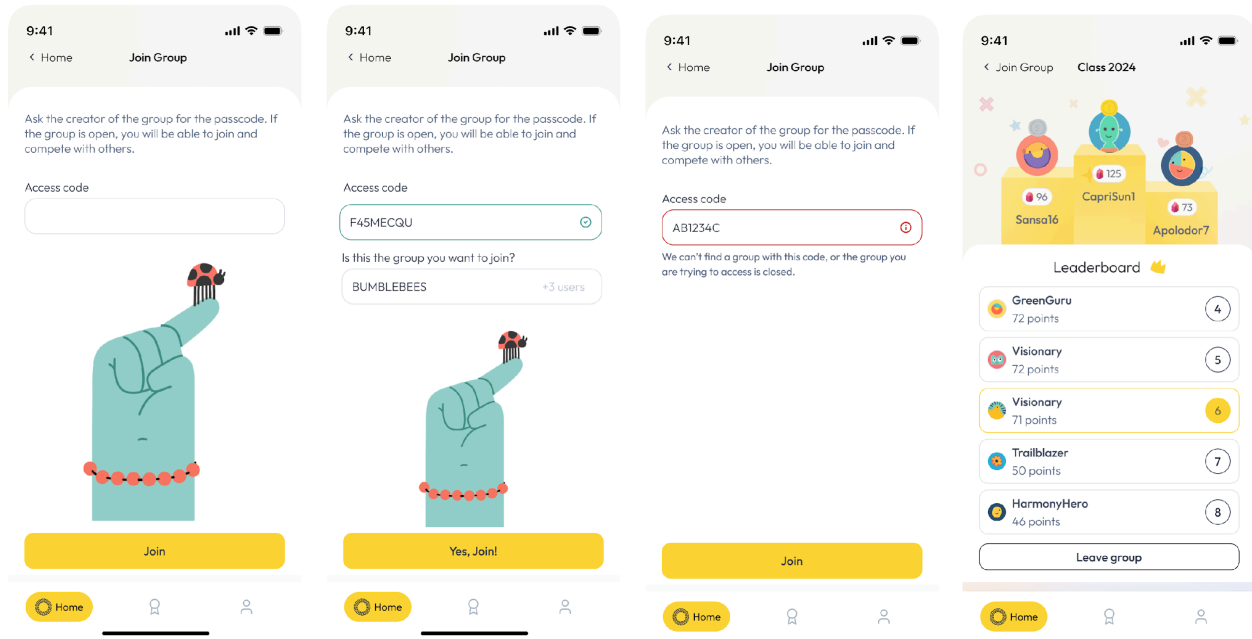 9:41
Home
Join Group
Ask the creator of the group for the passcode. If
the group is open, you will be able to join and
compete with others.
Access code
Join
Home
9:41
Home
Join Group
Ask the creator of the group for the passcode. If
the group is open, you will be able to join and
compete with others.
Access code
F45MECQU
Is this the group you want to join?
BUMBLEBEES +3 users
Yes, Join!
Home
9:41
Home
Join Group
Ask the creator of the group for the passcode. If
the group is open, you will be able to join and
compete with others.
Access code
AB1234C
We can't find a group with this code, or the group you
are trying to access is closed.
Join
Home
9:41
Join Group
Class 2024
125
CapriSun1
96
Sansa16
73
Apolodor7
Leaderboard
GreenGuru
72 points
4
Visionary
72 points
5
Visionary
71 points
6
Trailblazer
50 points
7
HarmonyHero
46 points
8
Leave group
Home